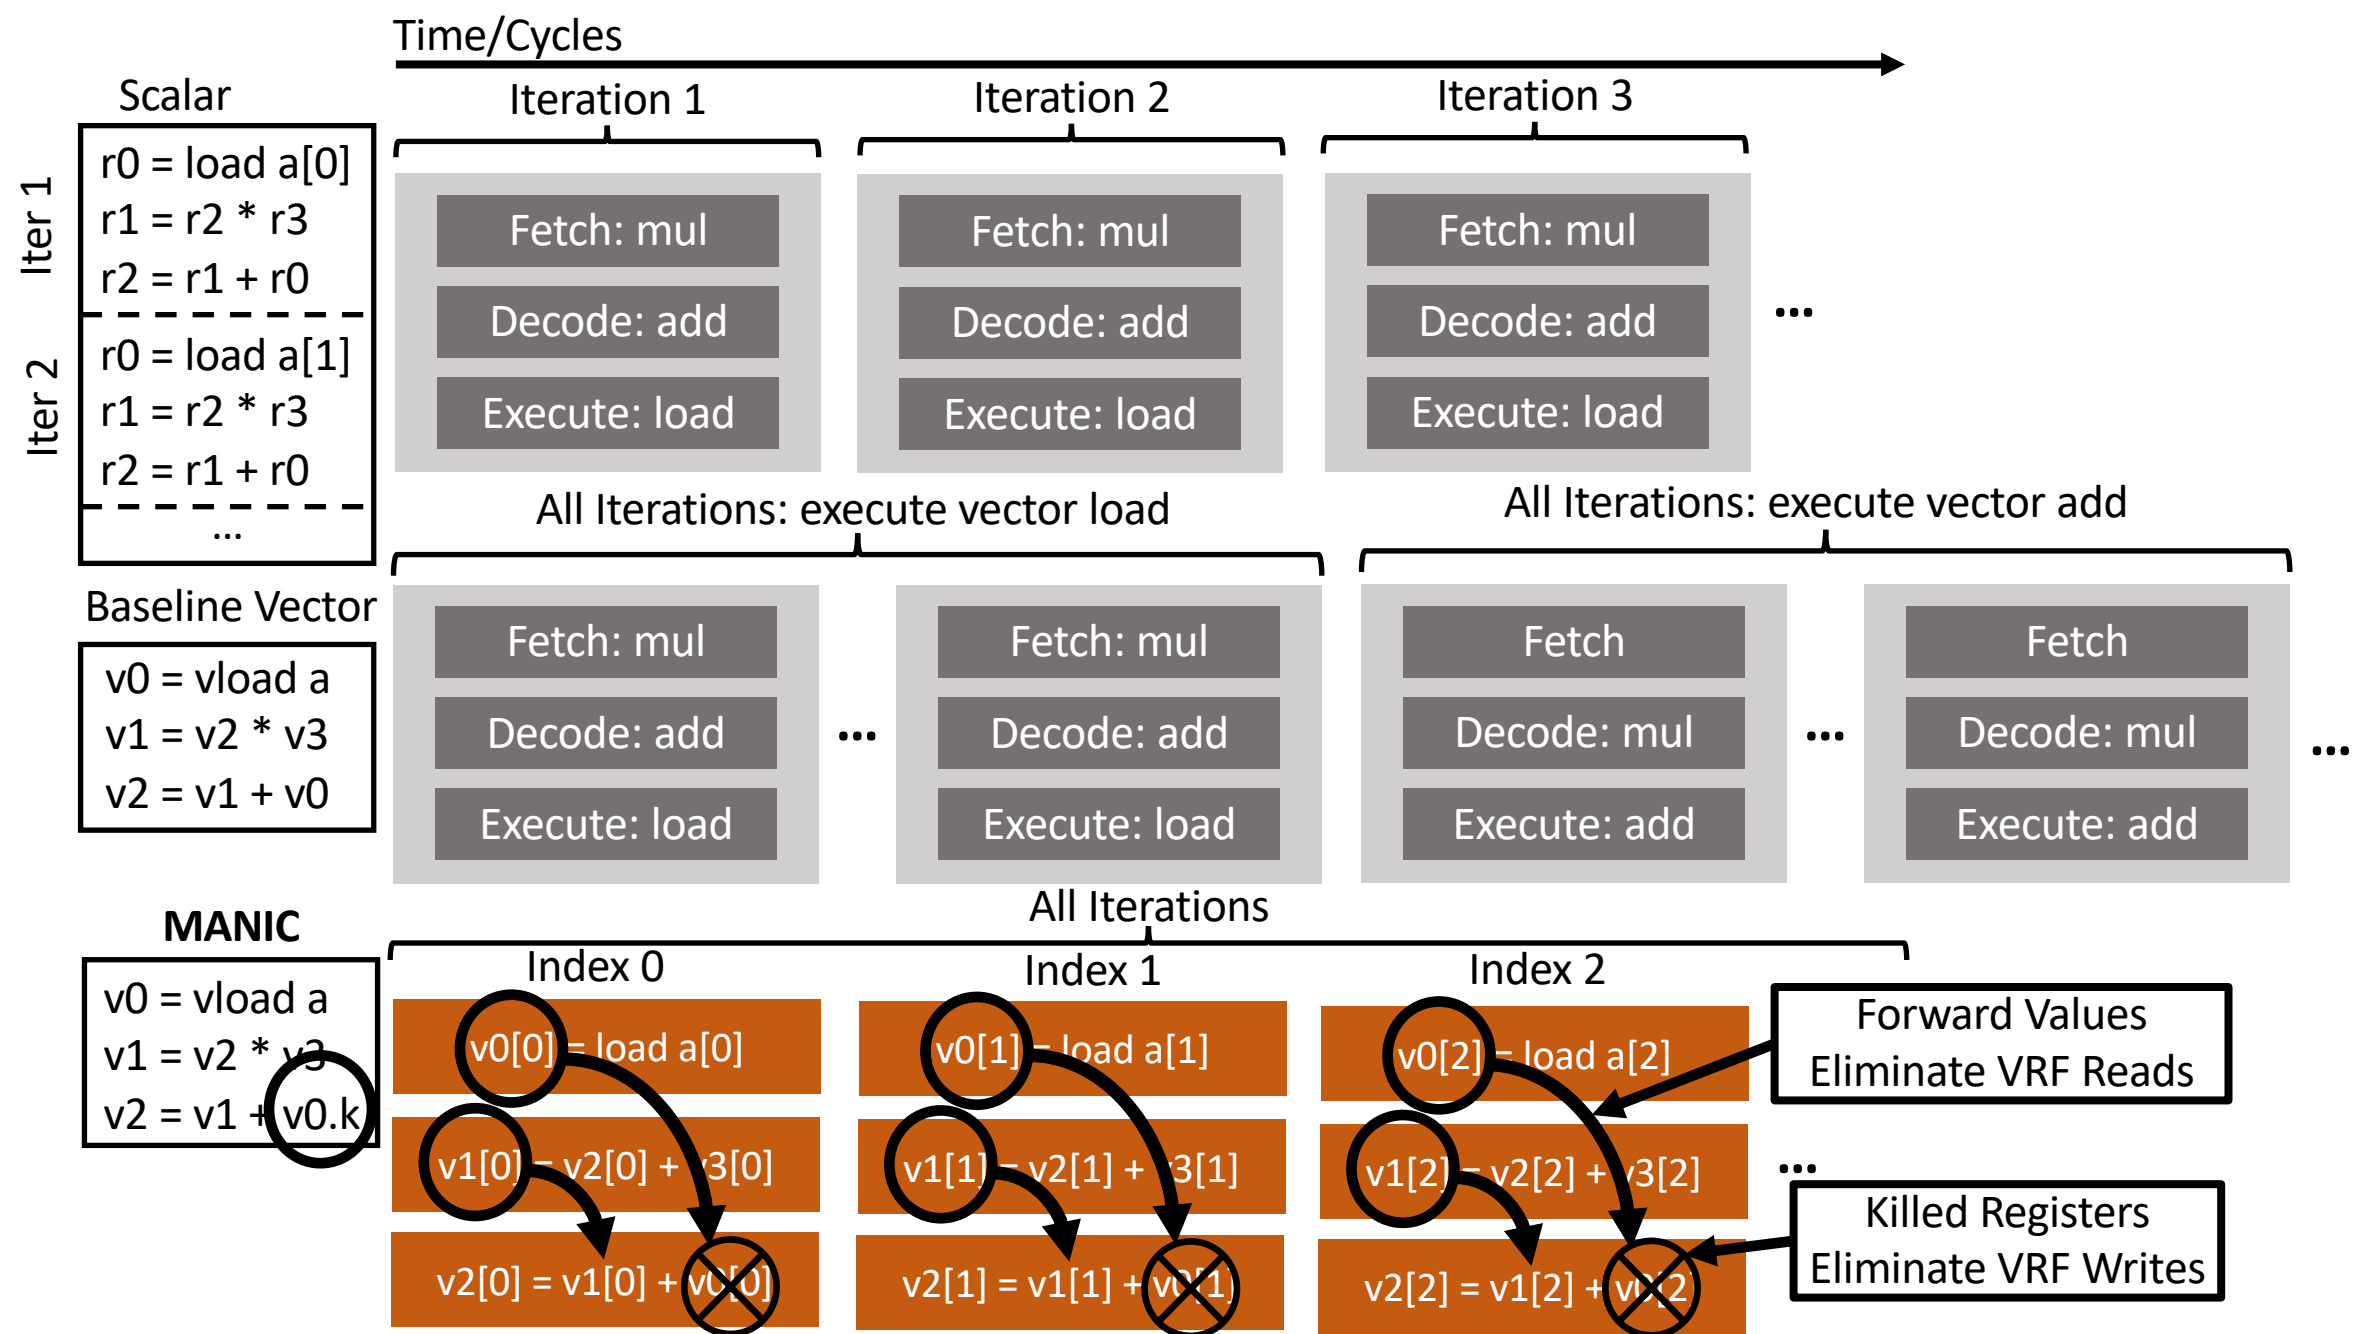 Time/Cycles
Scalar
Iteration 1
Iteration 2
Iteration 3
Iter 1
r0 = load a[0]
r1 = r2 * r3
r2 = r1 + r0
Iter 2
r0 = load a[1]
r1 = r2 * r3
r2 = r1 + r0
...
Fetch: mul
Decode: add
Execute: load
Fetch: mul
Decode: add
Execute: load
Fetch: mul
Decode: add
Execute: load
...
All Iterations: execute vector load
All Iterations: execute vector add
Baseline Vector
v0 = vload a
v1 = v2 * v3
v2 = v1 + v0
Fetch: mul
Decode: add
Execute: load
...
Fetch: mul
Decode: add
Execute: load
Fetch
Decode: mul
Execute: add
...
Fetch
Decode: mul
Execute: add
...
All Iterations
MANIC
v0 = vload a
v1 = v2 * v3
v2 = v1 + v0.k
Index 0
v0[0] = load a[0]
v1[0] = v2[0] + v3[0]
v2[0] = v1[0] + v0[0]
Index 1
v0[1] = load a[1]
v1[1] = v2[1] + v3[1]
v2[1] = v1[1] + v0[1]
Index 2
v0[2] = load a[2]
v1[2] = v2[2] + v3[2]
v2[2] = v1[2] + v0[2]
...
Forward Values
Eliminate VRF Reads
Killed Registers
Eliminate VRF Writes